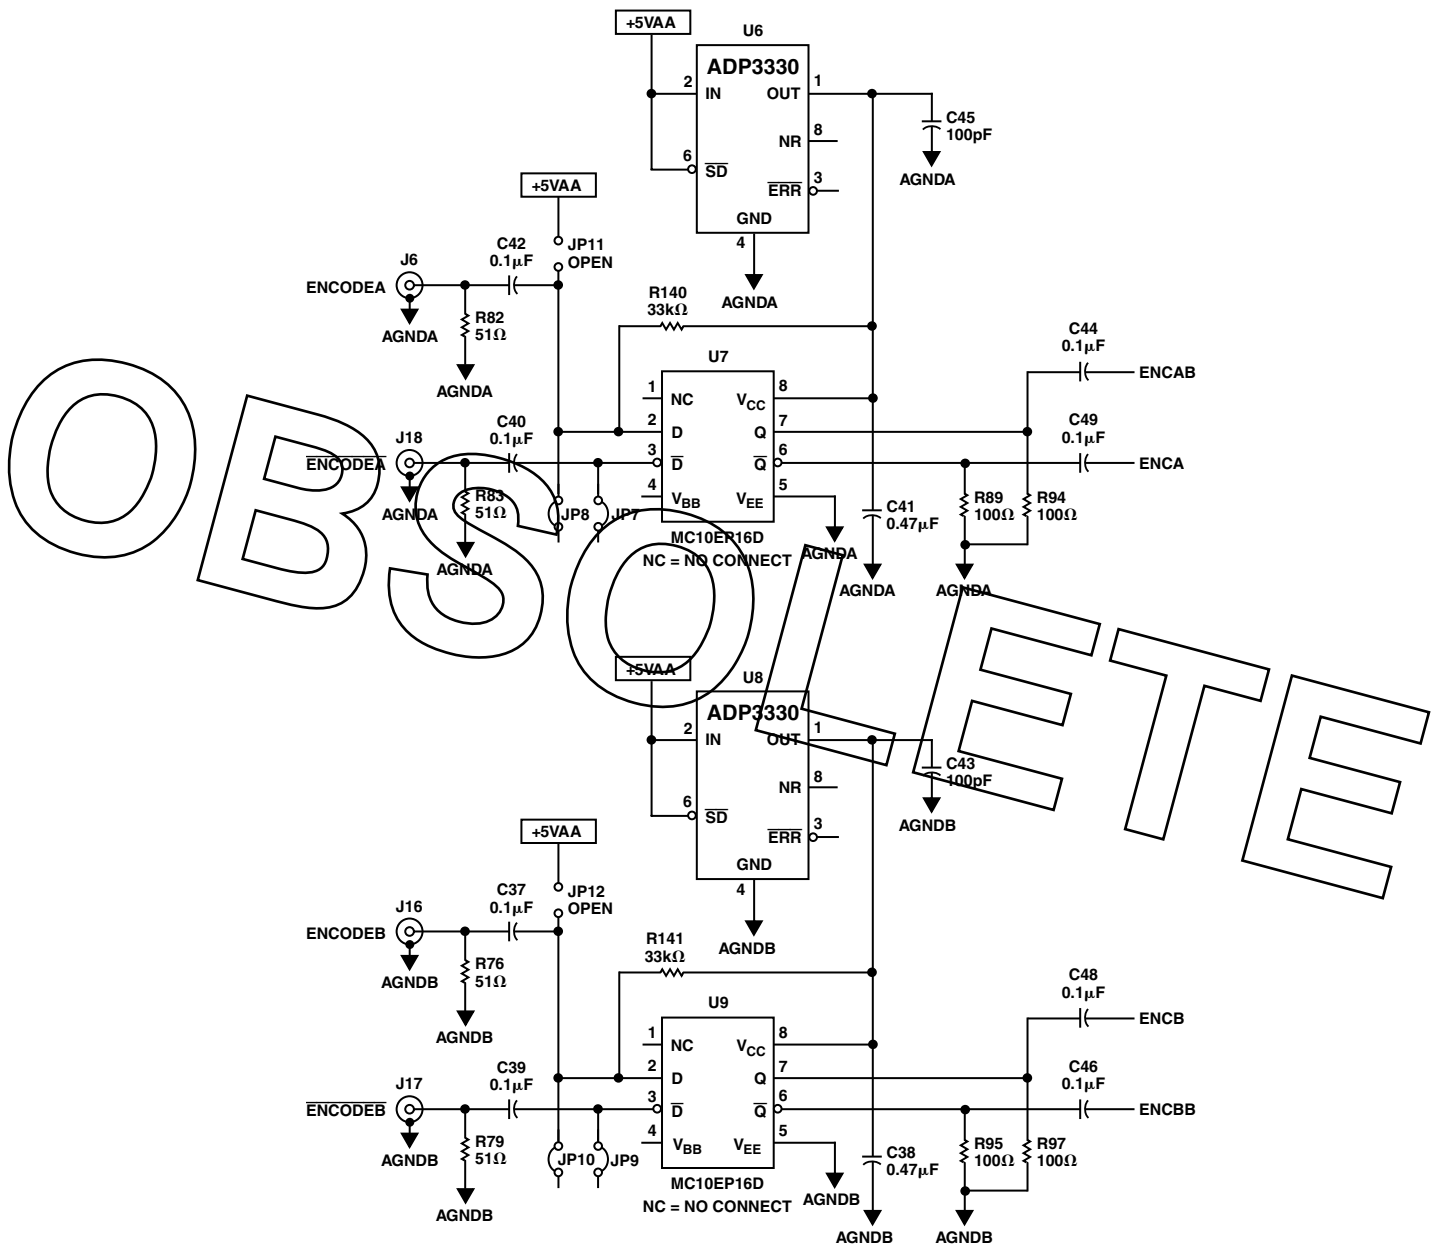 +5VAA
U6
ADP3330
2 IN OUT 1
C45
100pF
NR 8
6 SD
ERR 3
AGNDA
GND
4
AGNDA
+5VAA
JP11
OPEN
C42
0.1µF
J6
ENCODEA
AGNDA
R82
51Ω
AGNDA
R140
33kΩ
U7
1 NC VCC 8
2 D Q 7
3 D Q 6
4 VBB VEE 5
MC10EP16D
NC = NO CONNECT
AGNDA
C44
0.1µF
ENCAB
C49
0.1µF
ENCA
J18
ENCODEA
AGNDA
C40
0.1µF
R83
51Ω
AGNDA
JP8
JP7
C41
0.47µF
AGNDA
R89
100Ω
R94
100Ω
AGNDA
OBSOLETE
+5VAA
U8
ADP3330
2 IN OUT 1
C43
100pF
NR 8
6 SD
ERR 3
AGNDB
GND
4
AGNDB
+5VAA
JP12
OPEN
C37
0.1µF
J16
ENCODEB
AGNDB
R76
51Ω
AGNDB
R141
33kΩ
U9
1 NC VCC 8
2 D Q 7
3 D Q 6
4 VBB VEE 5
MC10EP16D
NC = NO CONNECT
AGNDB
C48
0.1µF
ENCB
C46
0.1µF
ENCBB
J17
ENCODEB
AGNDB
C39
0.1µF
R79
51Ω
AGNDB
JP10
JP9
C38
0.47µF
AGNDB
R95
100Ω
R97
100Ω
AGNDB